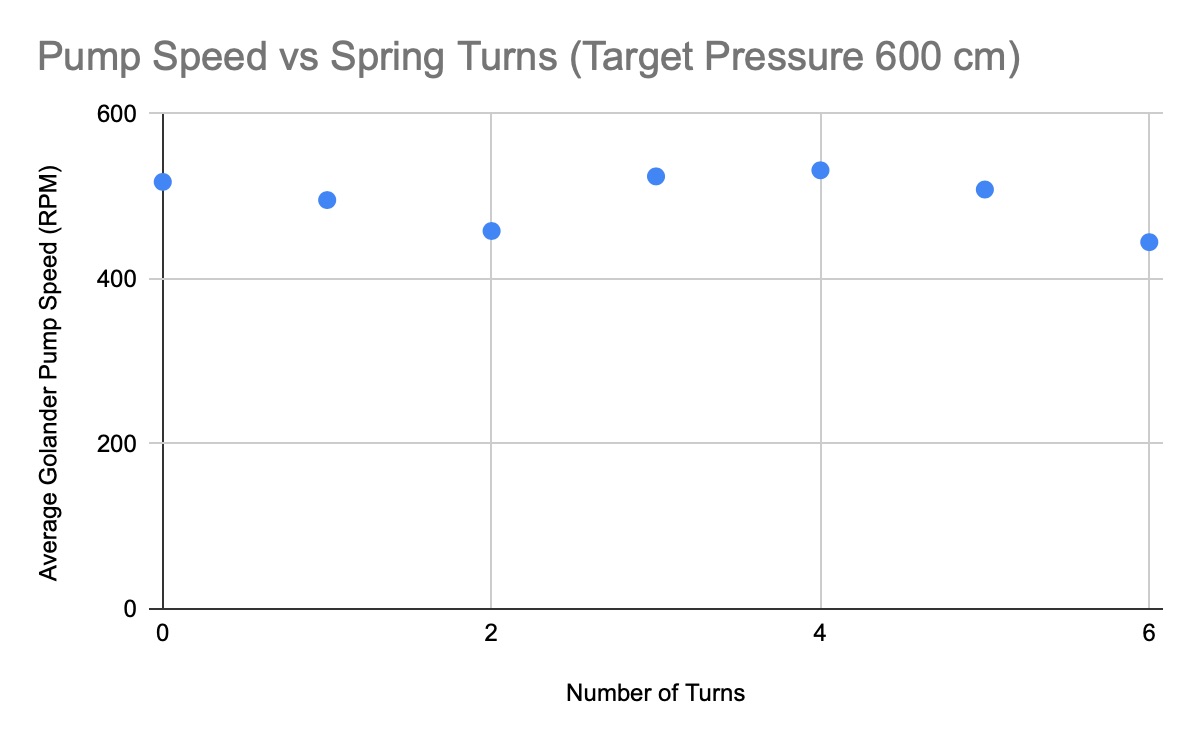 Pump Speed vs Spring Turns (Target Pressure 600 cm)
600
400
200
0
Average Golander Pump Speed (RPM)
0 2 4 6
Number of Turns